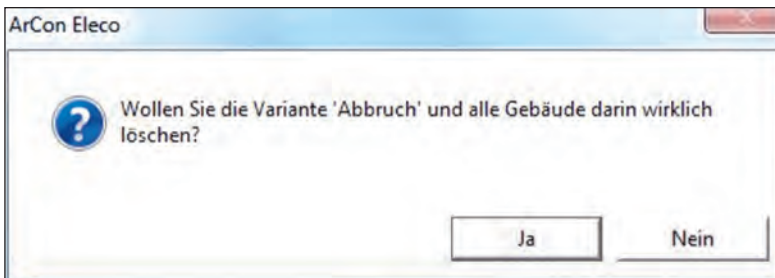 ArCon Eleco
Wollen Sie die Variante 'Abbruch' und alle Gebäude darin wirklich
löschen?
Ja
Nein